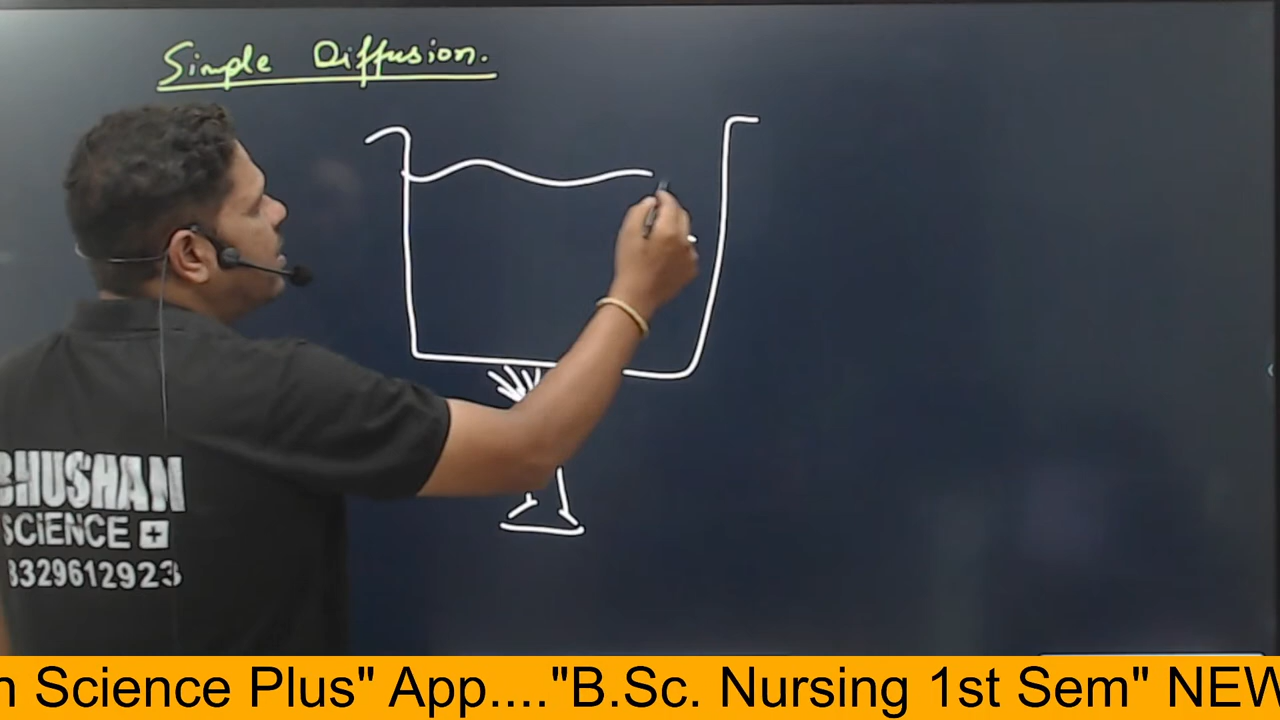 Simple Diffusion.
BHUSHAN
SCiENCE +
8329612923
n Science Plus" App...."B.Sc. Nursing 1st Sem" NEW